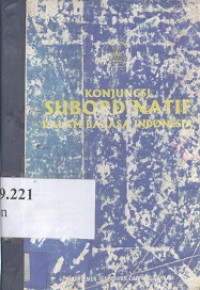 KONJUNGSI
SUBORDINATIF
DALAM BAHASA INDONESIA
9.221
n